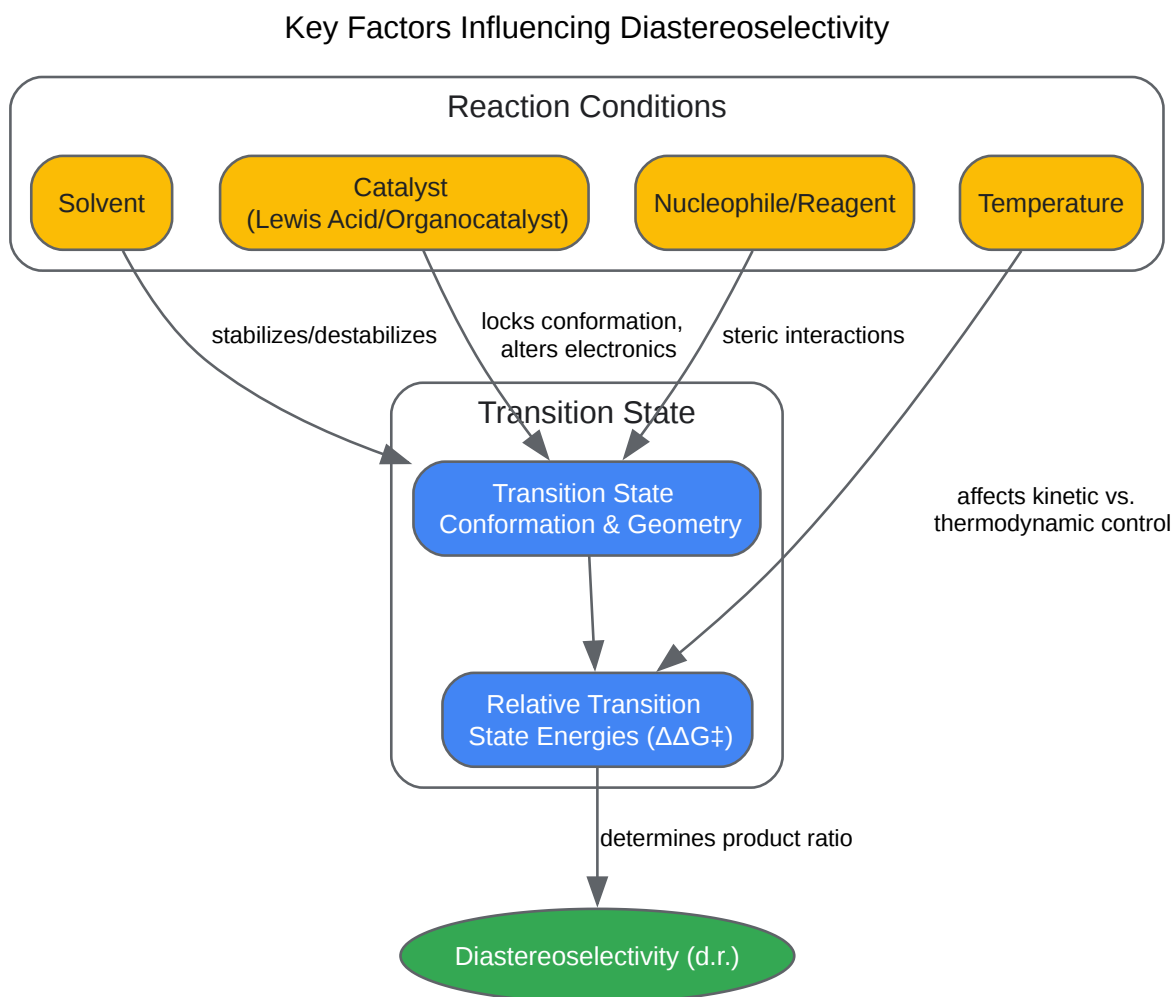 Key Factors Influencing Diastereoselectivity
Reaction Conditions
Solvent
Catalyst
(Lewis Acid/Organocatalyst)
Nucleophile/Reagent
Temperature
stabilizes/destabilizes
locks conformation,
alters electronics
steric interactions
Transition State
Transition State
Conformation & Geometry
affects kinetic vs.
thermodynamic control
Relative Transition
State Energies (ΔΔG‡)
determines product ratio
Diastereoselectivity (d.r.)